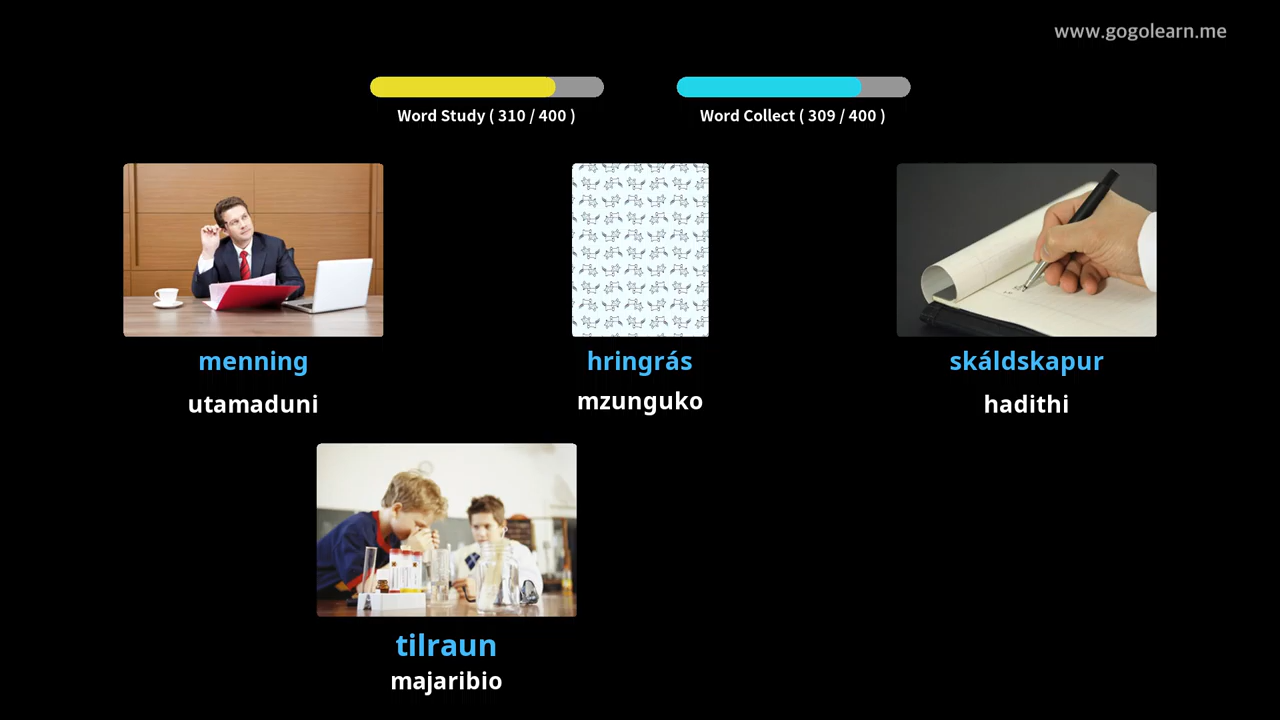 www.gogolearn.me
Word Study ( 310 / 400 )
Word Collect ( 309 / 400 )
menning
hringrás
skáldskapur
utamaduni
mzunguko
hadithi
tilraun
majaribio